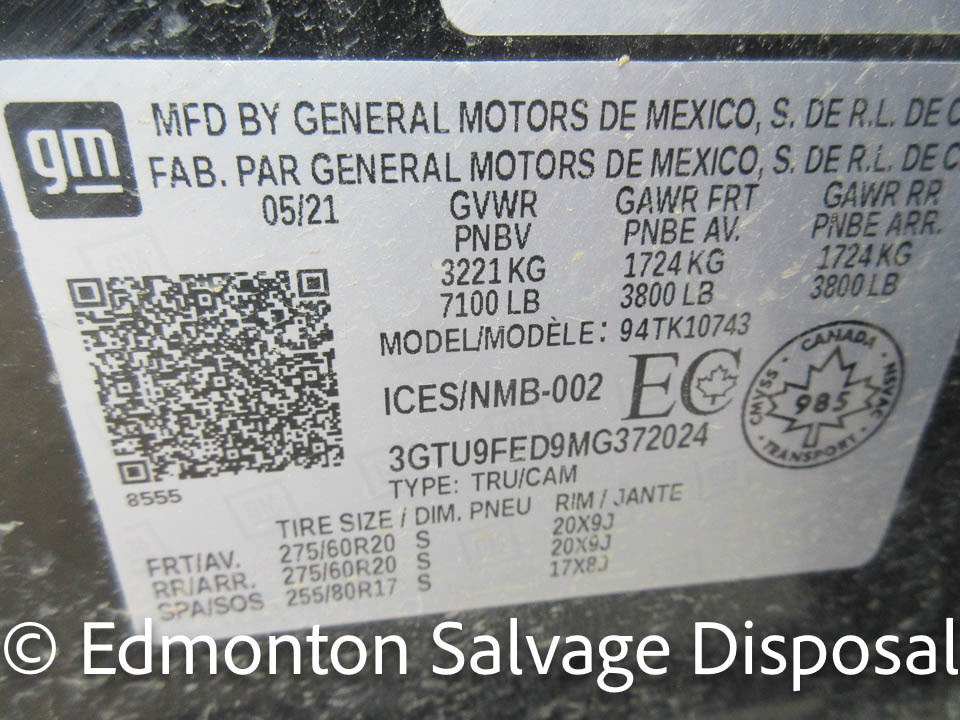 gm
MFD BY GENERAL MOTORS DE MEXICO, S. DE R.L. DE C
FAB. PAR GENERAL MOTORS DE MEXICO, S. DE R.L. DE C
05/21 GVWR GAWR FRT GAWR RR
PNBV PNBE AV. PNBE ARR.
3221 KG 1724 KG 1724 KG
7100 LB 3800 LB 3800 LB
MODEL/MODÈLE: 94TK10743
ICES/NMB-002 EC
CANADA
CMVSS 985 NSVAC
TRANSPORT
3GTU9FED9MG372024
8555 TYPE: TRU/CAM
TIRE SIZE / DIM. PNEU RIM / JANTE
FRT/AV. 275/60R20 S 20X9J
RR/ARR. 275/60R20 S 20X9J
SPA/SOS 255/80R17 S 17X8J
© Edmonton Salvage Disposal